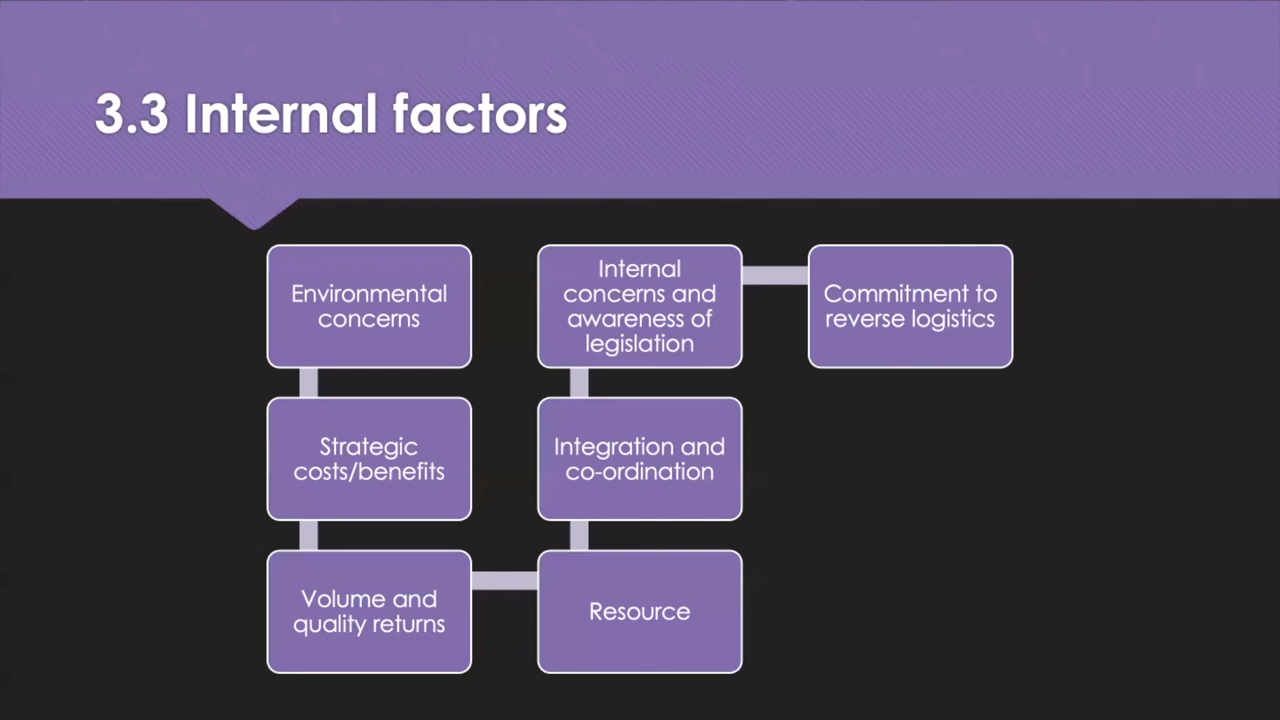 3.3 Internal factors
Environmental
concerns
Strategic
costs/benefits
Volume and
quality returns
Resource
Integration and
co-ordination
Internal
concerns and
awareness of
legislation
Commitment to
reverse logistics